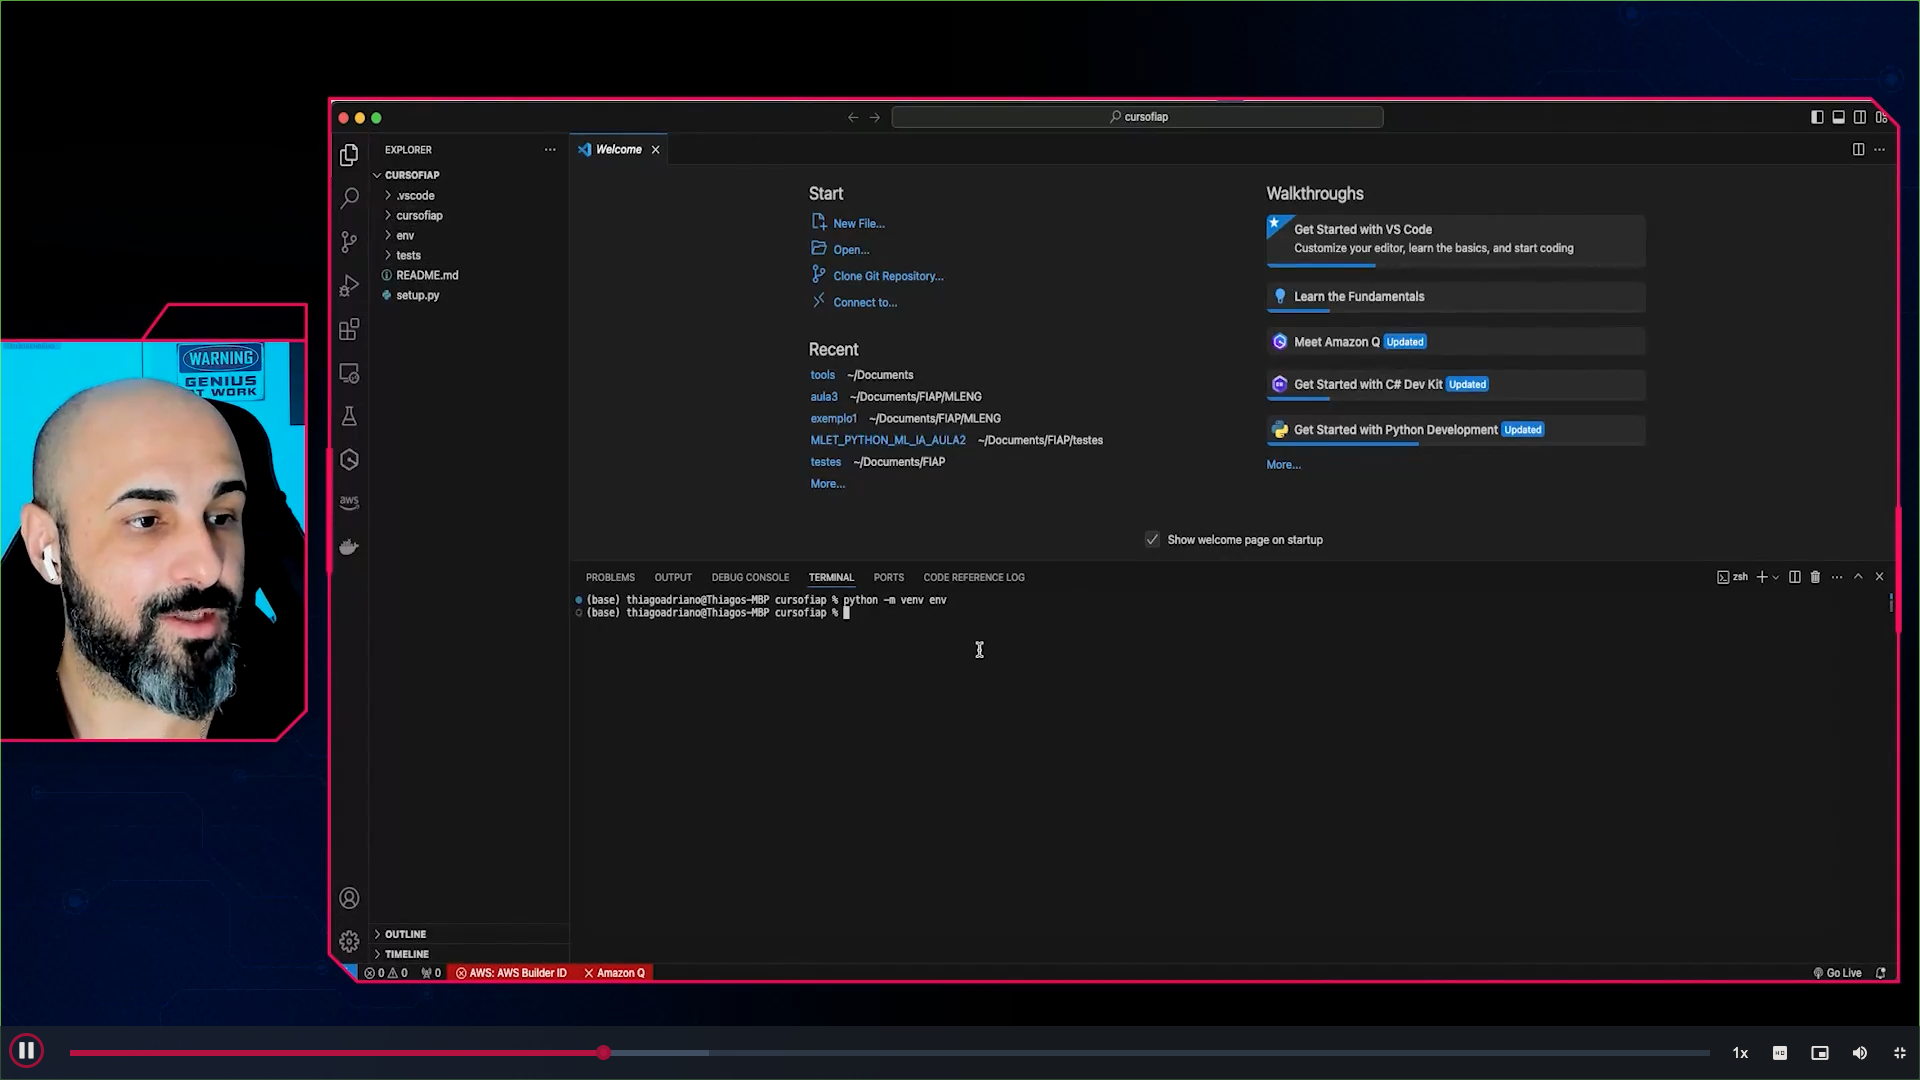 cursofiap
EXPLORER
CURSOFIAP
.vscode
cursofiap
env
tests
README.md
setup.py
OUTLINE
TIMELINE
Welcome
Start
New File...
Open...
Clone Git Repository...
Connect to...
Recent
tools ~/Documents
aula3 ~/Documents/FIAP/MLENG
exemplo1 ~/Documents/FIAP/MLENG
MLET_PYTHON_ML_IA_AULA2 ~/Documents/FIAP/testes
testes ~/Documents/FIAP
More...
Walkthroughs
Get Started with VS Code
Customize your editor, learn the basics, and start coding
Learn the Fundamentals
Meet Amazon Q Updated
Get Started with C# Dev Kit Updated
Get Started with Python Development Updated
More...
Show welcome page on startup
PROBLEMS OUTPUT DEBUG CONSOLE TERMINAL PORTS CODE REFERENCE LOG
zsh
(base) thiagoadriano@Thiagos-MBP cursofiap % python -m venv env
(base) thiagoadriano@Thiagos-MBP cursofiap %
aws
WARNING
GENIUS
AT WORK
0 0 0 AWS: AWS Builder ID Amazon Q
Go Live
1x